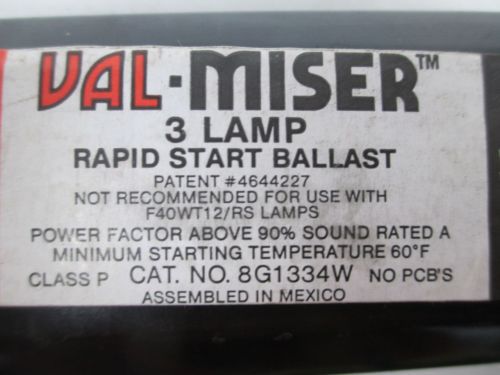 VAL-MISER™
3 LAMP
RAPID START BALLAST
PATENT #4644227
NOT RECOMMENDED FOR USE WITH
F40WT12/RS LAMPS
POWER FACTOR ABOVE 90% SOUND RATED A
MINIMUM STARTING TEMPERATURE 60°F
CLASS P CAT. NO. 8G1334W NO PCB'S
ASSEMBLED IN MEXICO